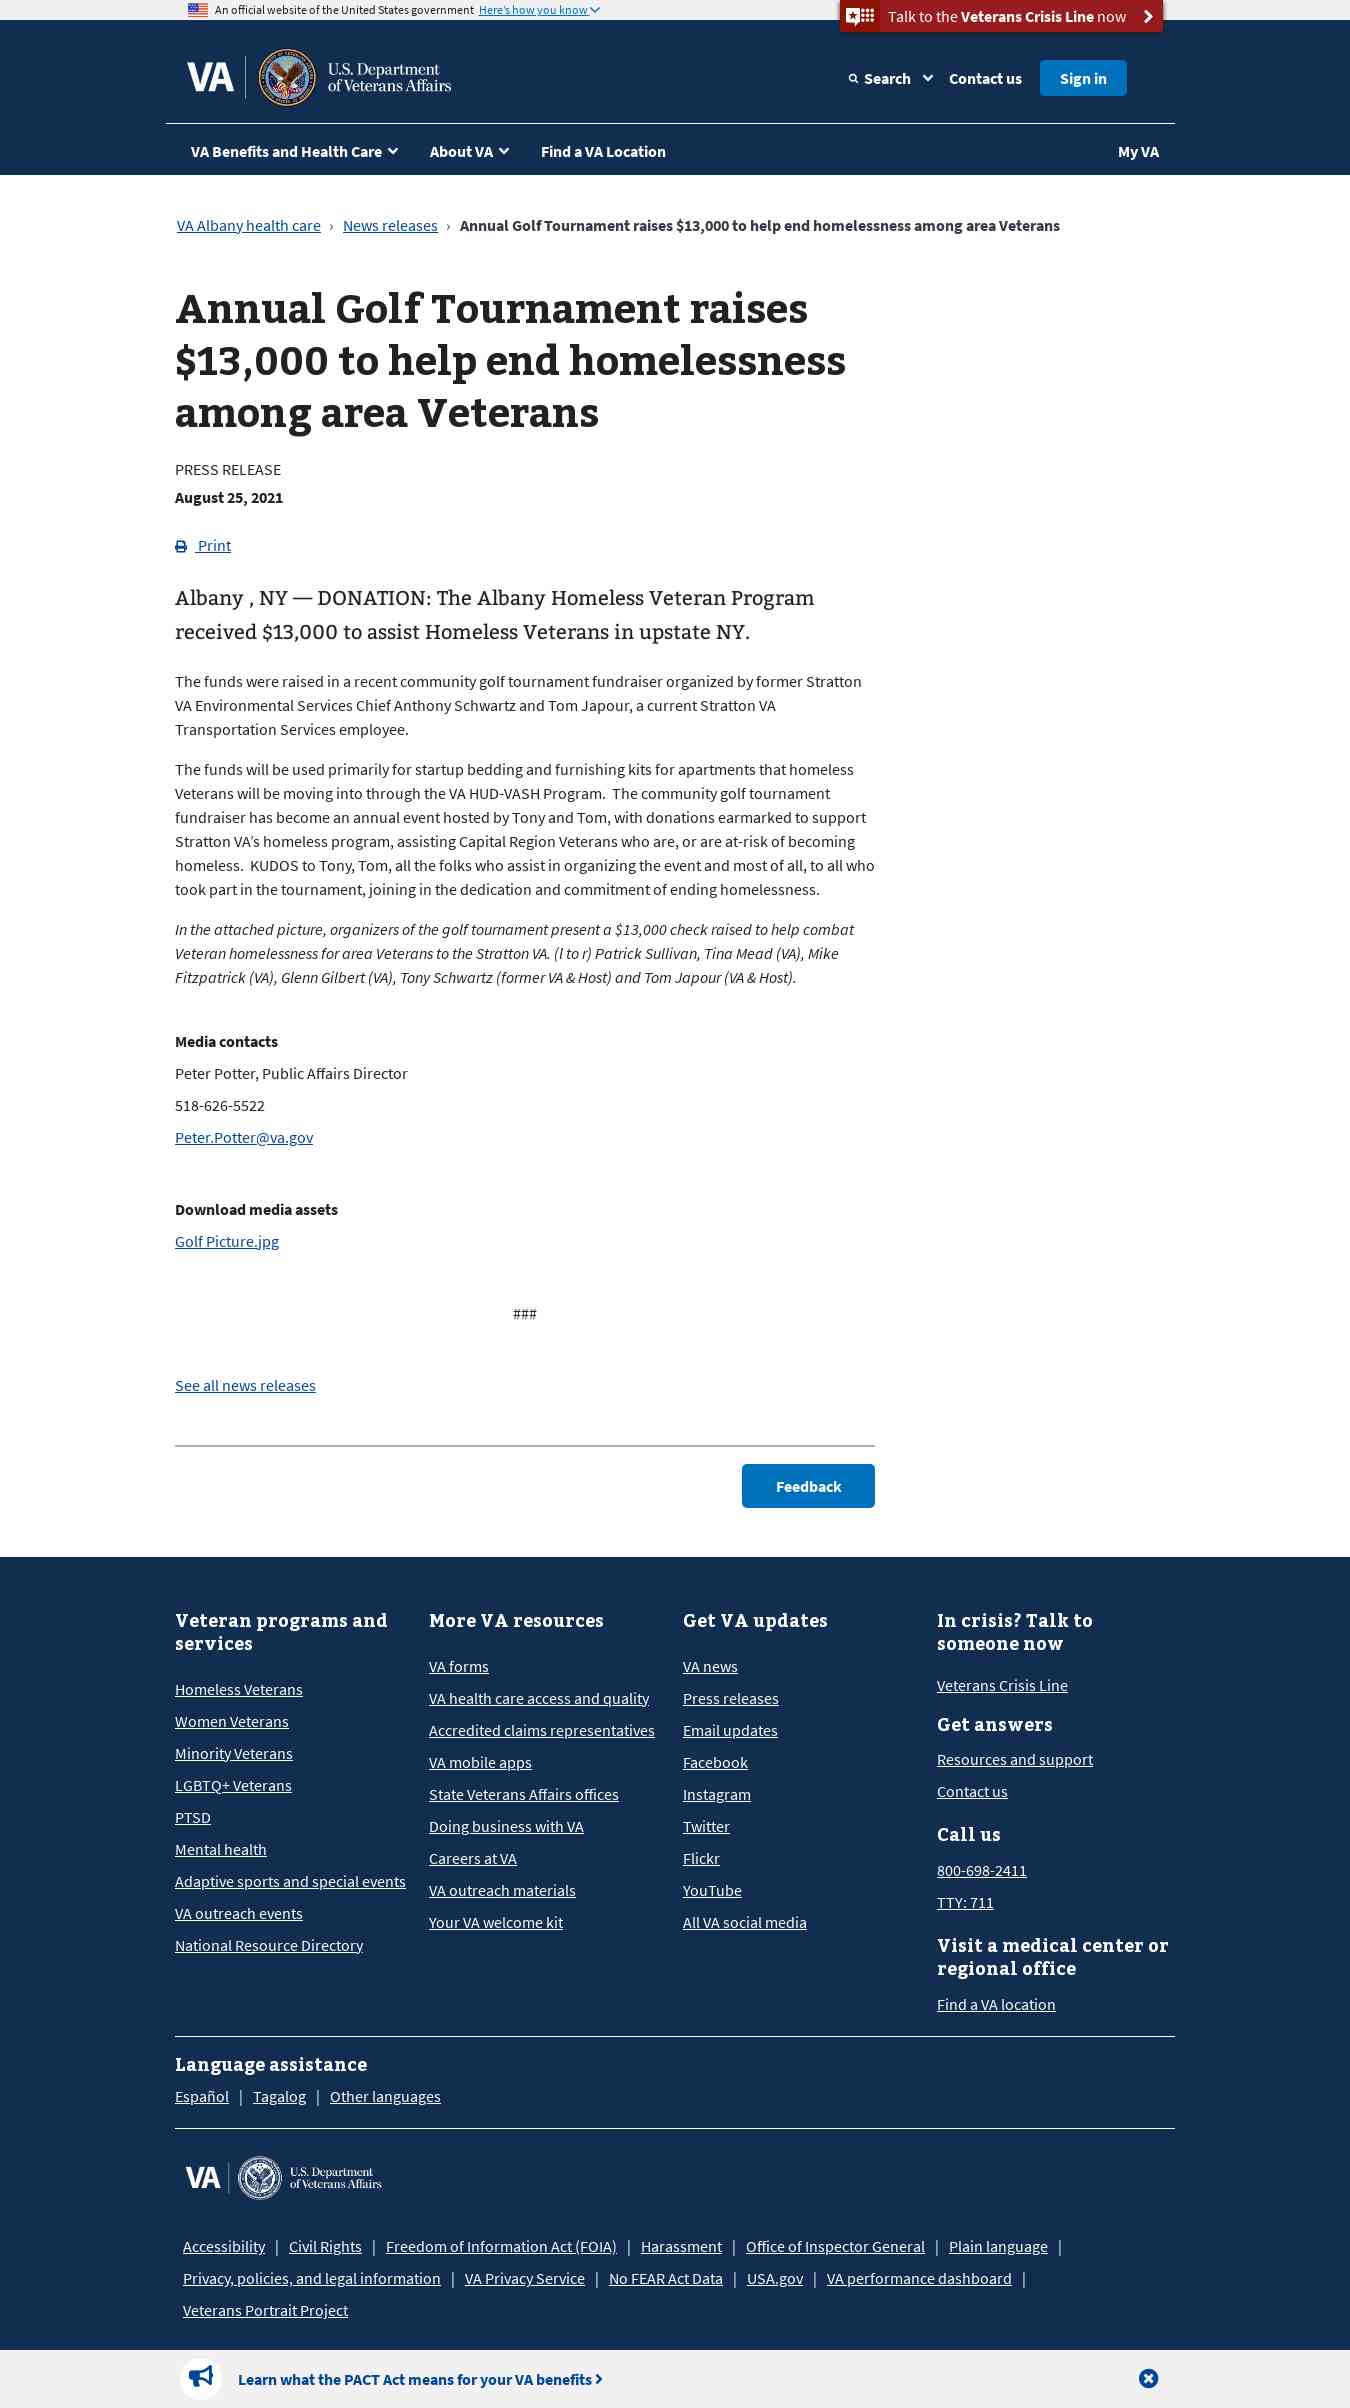 An official website of the United States government Here's how you know
Talk to the Veterans Crisis Line now
VA
U.S. Department
of Veterans Affairs
Search
Contact us
Sign in
VA Benefits and Health Care
About VA
Find a VA Location
My VA
VA Albany health care › News releases › Annual Golf Tournament raises $13,000 to help end homelessness among area Veterans
Annual Golf Tournament raises
$13,000 to help end homelessness
among area Veterans
PRESS RELEASE
August 25, 2021
Print
Albany , NY — DONATION: The Albany Homeless Veteran Program
received $13,000 to assist Homeless Veterans in upstate NY.
The funds were raised in a recent community golf tournament fundraiser organized by former Stratton
VA Environmental Services Chief Anthony Schwartz and Tom Japour, a current Stratton VA
Transportation Services employee.
The funds will be used primarily for startup bedding and furnishing kits for apartments that homeless
Veterans will be moving into through the VA HUD-VASH Program.  The community golf tournament
fundraiser has become an annual event hosted by Tony and Tom, with donations earmarked to support
Stratton VA’s homeless program, assisting Capital Region Veterans who are, or are at-risk of becoming
homeless.  KUDOS to Tony, Tom, all the folks who assist in organizing the event and most of all, to all who
took part in the tournament, joining in the dedication and commitment of ending homelessness.
In the attached picture, organizers of the golf tournament present a $13,000 check raised to help combat
Veteran homelessness for area Veterans to the Stratton VA. (l to r) Patrick Sullivan, Tina Mead (VA), Mike
Fitzpatrick (VA), Glenn Gilbert (VA), Tony Schwartz (former VA & Host) and Tom Japour (VA & Host).
Media contacts
Peter Potter, Public Affairs Director
518-626-5522
Peter.Potter@va.gov
Download media assets
Golf Picture.jpg
###
See all news releases
Feedback
Veteran programs and
services
Homeless Veterans
Women Veterans
Minority Veterans
LGBTQ+ Veterans
PTSD
Mental health
Adaptive sports and special events
VA outreach events
National Resource Directory
More VA resources
VA forms
VA health care access and quality
Accredited claims representatives
VA mobile apps
State Veterans Affairs offices
Doing business with VA
Careers at VA
VA outreach materials
Your VA welcome kit
Get VA updates
VA news
Press releases
Email updates
Facebook
Instagram
Twitter
Flickr
YouTube
All VA social media
In crisis? Talk to
someone now
Veterans Crisis Line
Get answers
Resources and support
Contact us
Call us
800-698-2411
TTY: 711
Visit a medical center or
regional office
Find a VA location
Language assistance
Español | Tagalog | Other languages
VA
U.S. Department
of Veterans Affairs
Accessibility | Civil Rights | Freedom of Information Act (FOIA) | Harassment | Office of Inspector General | Plain language |
Privacy, policies, and legal information | VA Privacy Service | No FEAR Act Data | USA.gov | VA performance dashboard |
Veterans Portrait Project
Learn what the PACT Act means for your VA benefits